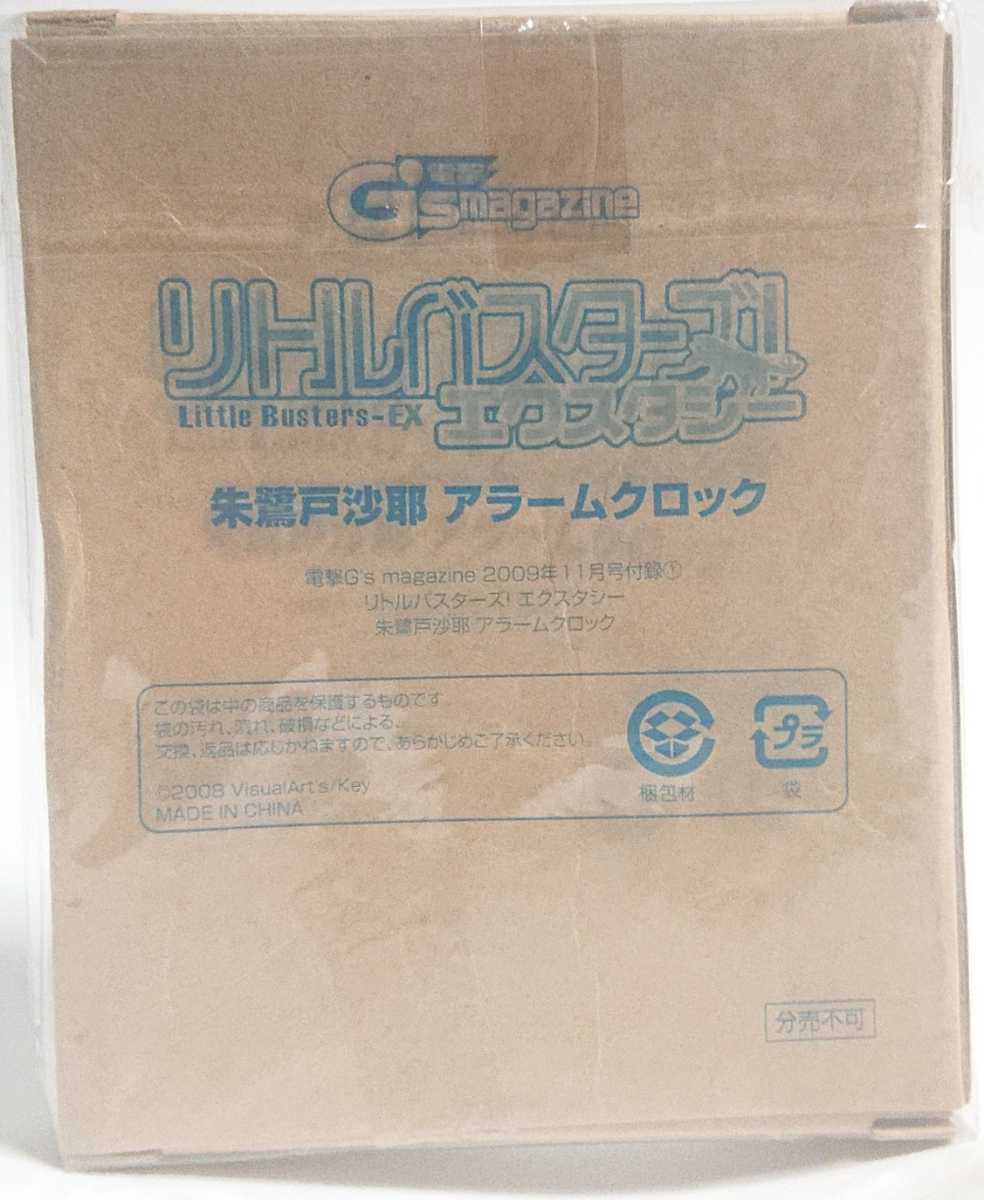 電撃
G's magazine
リトルバスターズ!
エクスタシー
Little Busters-EX
朱鷺戸沙耶 アラームクロック
電撃G's magazine 2009年11月号付録①
リトルバスターズ! エクスタシー
朱鷺戸沙耶 アラームクロック
この袋は中の商品を保護するものです
袋の汚れ、濡れ、破損などによる
交換、返品は応じかねますので、あらかじめご了承ください。
©2008 VisualArt's/Key
MADE IN CHINA
梱包材
プラ
袋
分売不可